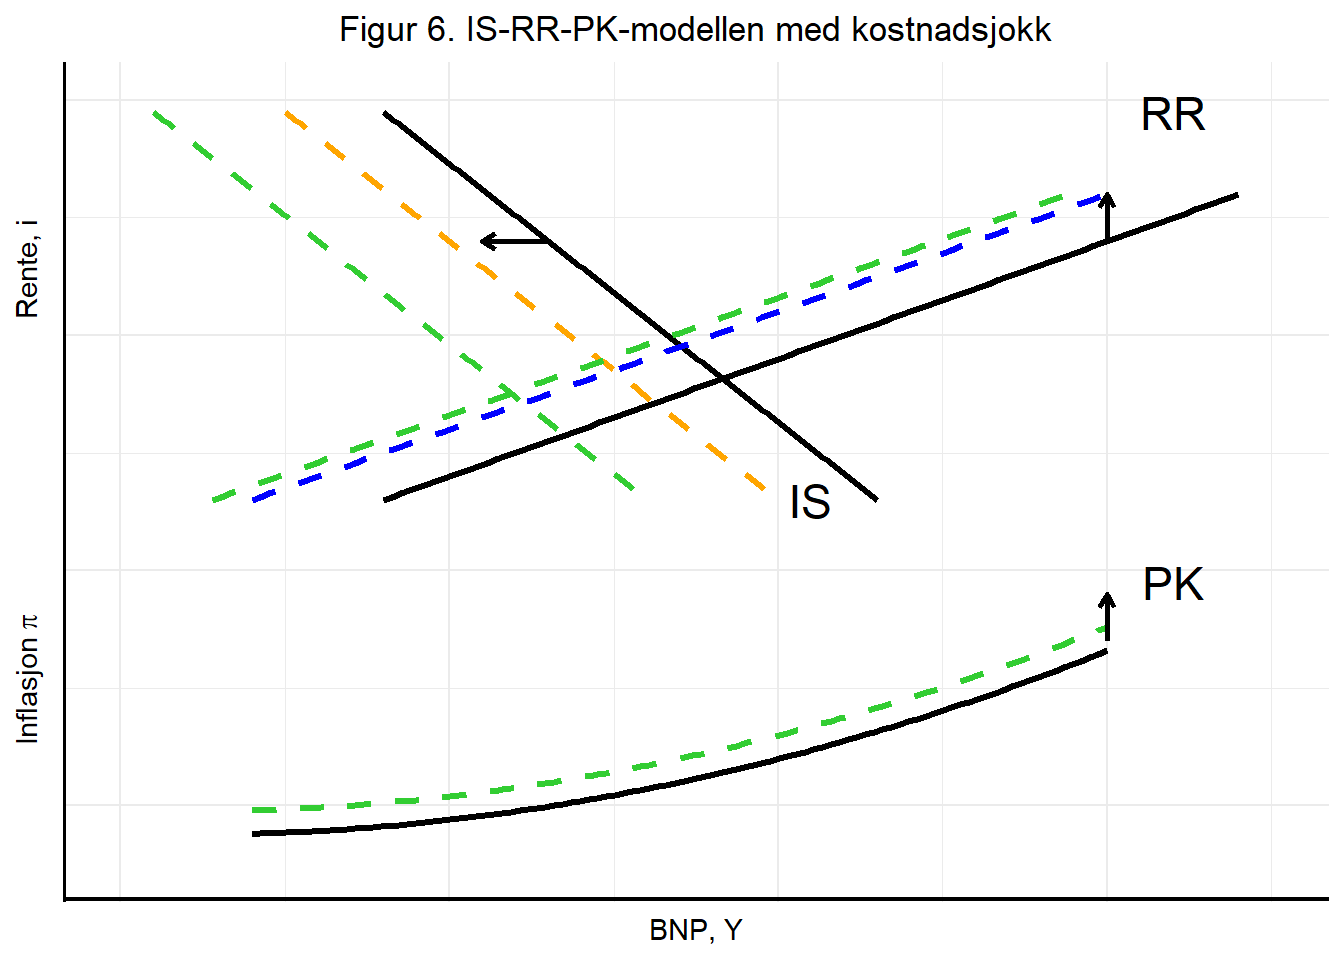 Figur 6. IS-RR-PK-modellen med kostnadsjokk
RR
Rente, i
IS
PK
Inflasjon π
BNP, Y